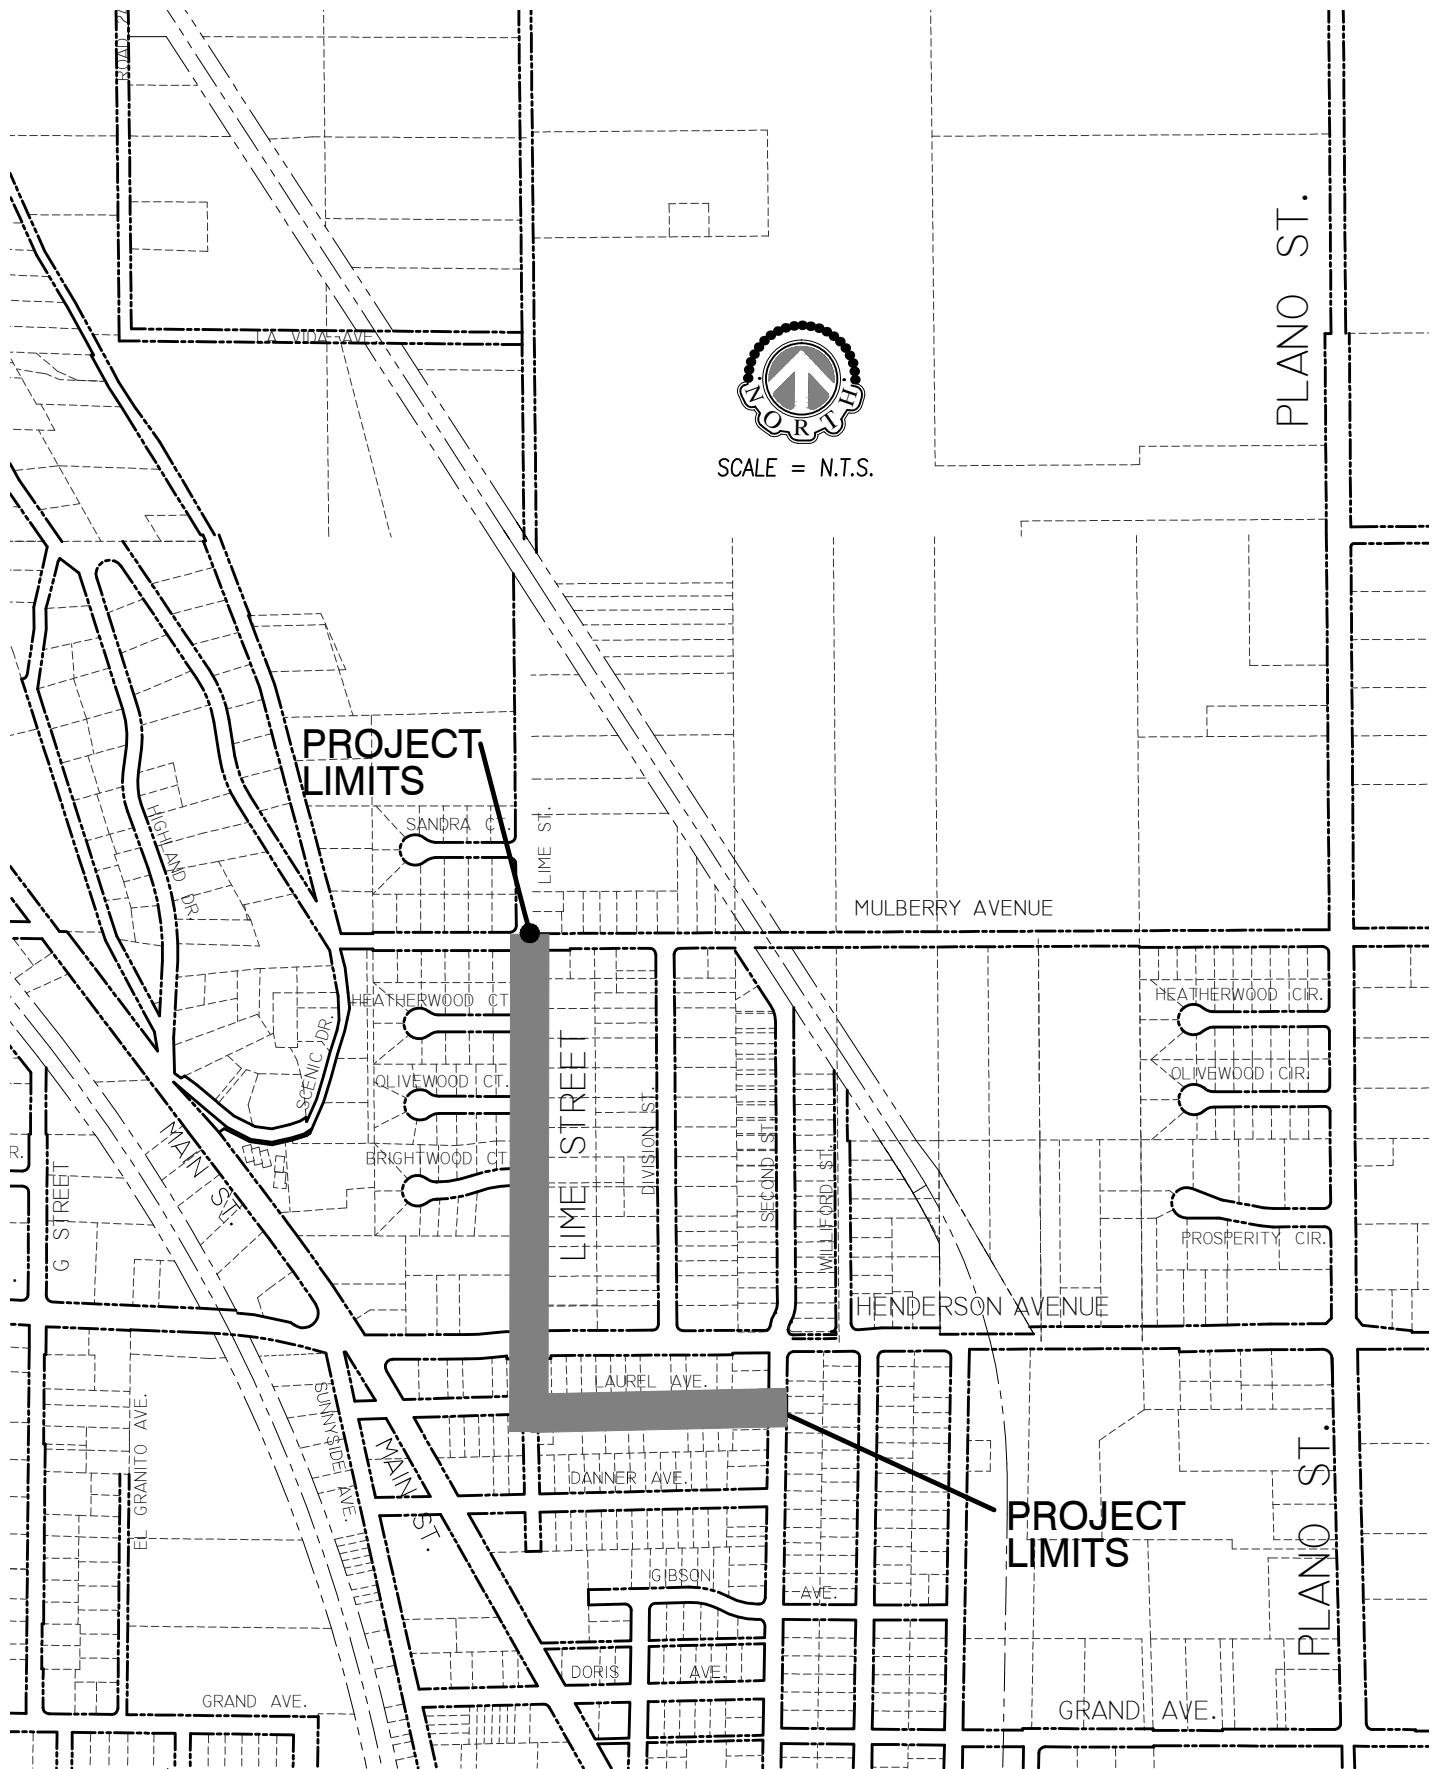 ROAD
PLANO ST.
LA VIDA AVE
NORTH
SCALE = N.T.S.
PROJECT
LIMITS
SANDRA CT.
LIME ST.
HIGHLAND DR.
MULBERRY AVENUE
HEATHERWOOD CT
HEATHERWOOD CIR.
SCENIC DR.
OLIVEWOOD CT.
OLIVEWOOD CIR.
LIME STREET
DIVISION ST.
SECOND ST.
WILLIFORD ST.
MAIN ST.
R.
G STREET
BRIGHTWOOD CT
PROSPERITY CIR.
HENDERSON AVENUE
LAUREL AVE.
EL GRANITO AVE.
SUNNYSIDE AVE.
MAIN ST.
DANNER AVE.
PROJECT
LIMITS
PLANO ST.
GIBSON AVE.
DORIS AVE.
GRAND AVE.
GRAND AVE.